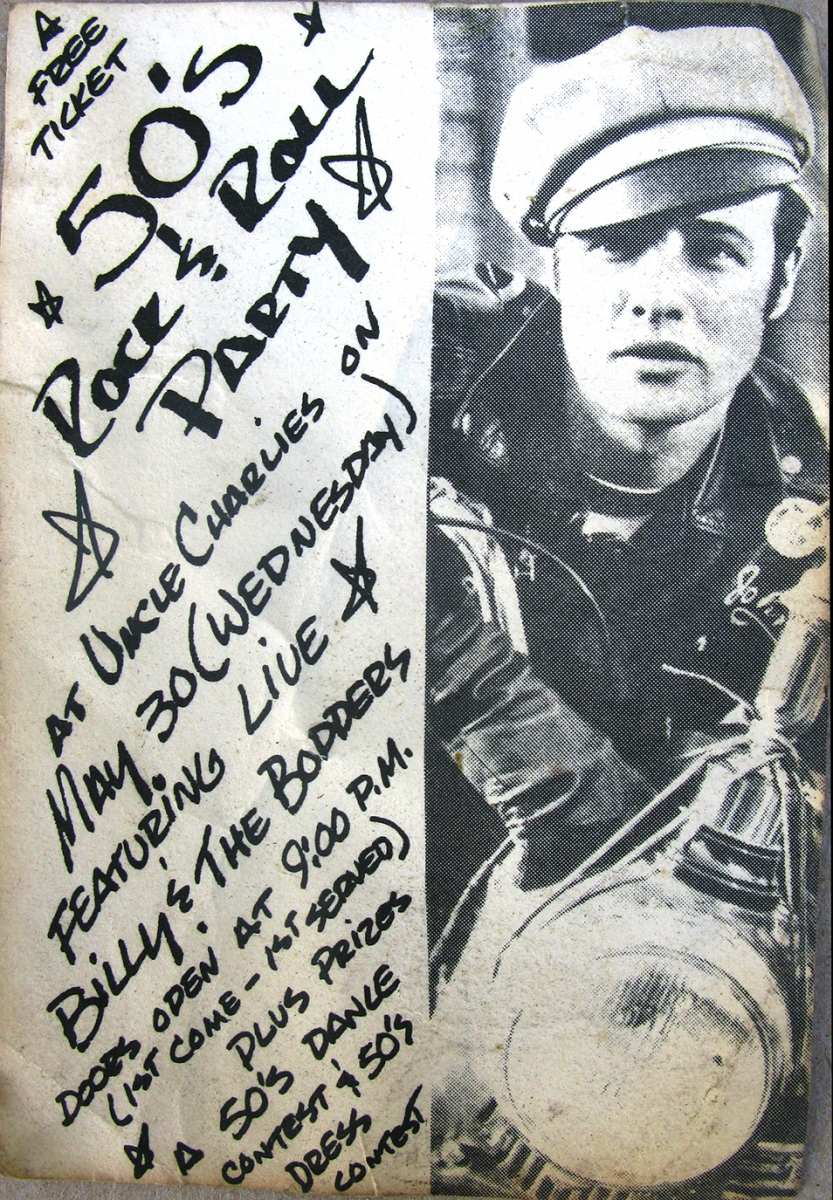 A
FREE
TICKET
50's
Rock & Roll
PARTY
AT UNCLE CHARLIES ON
MAY 30 (WEDNESDAY)
FEATURING LIVE
BILLY & THE BODDERS
DOORS OPEN AT 9:00 P.M.
(1ST COME - 1ST SERVED)
PLUS PRIZES
A 50'S DANCE
CONTEST & 50'S
DRESS
CONTEST